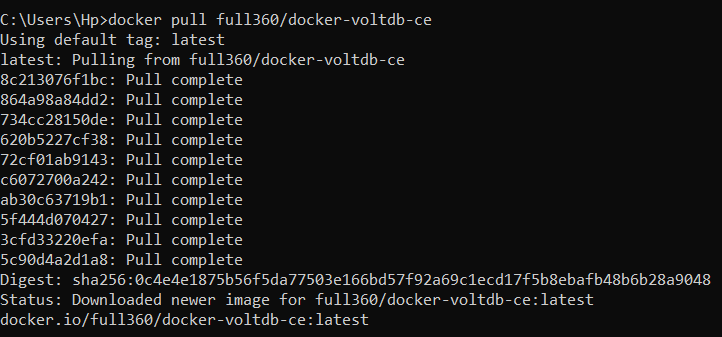 C:\Users\Hp>docker pull full360/docker-voltdb-ce
Using default tag: latest
latest: Pulling from full360/docker-voltdb-ce
8c213076f1bc: Pull complete
864a98a84dd2: Pull complete
734cc28150de: Pull complete
620b5227cf38: Pull complete
72cf01ab9143: Pull complete
c6072700a242: Pull complete
ab30c63719b1: Pull complete
5f444d070427: Pull complete
3cfd33220efa: Pull complete
5c90d4a2d1a8: Pull complete
Digest: sha256:0c4e4e1875b56f5da77503e166bd57f92a69c1ecd17f5b8ebafb48b6b28a9048
Status: Downloaded newer image for full360/docker-voltdb-ce:latest
docker.io/full360/docker-voltdb-ce:latest